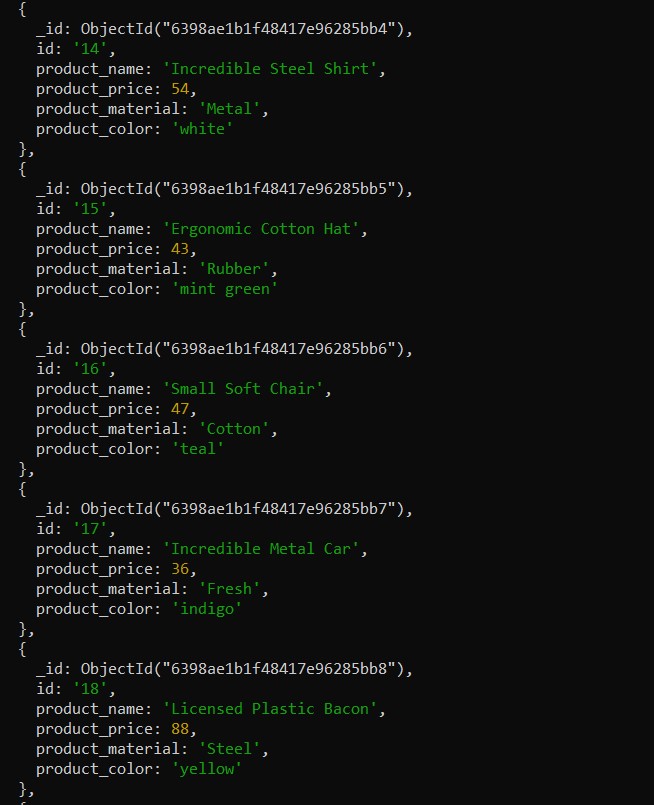 {
_id: ObjectId("6398ae1b1f48417e96285bb4"),
id: '14',
product_name: 'Incredible Steel Shirt',
product_price: 54,
product_material: 'Metal',
product_color: 'white'
},
{
_id: ObjectId("6398ae1b1f48417e96285bb5"),
id: '15',
product_name: 'Ergonomic Cotton Hat',
product_price: 43,
product_material: 'Rubber',
product_color: 'mint green'
},
{
_id: ObjectId("6398ae1b1f48417e96285bb6"),
id: '16',
product_name: 'Small Soft Chair',
product_price: 47,
product_material: 'Cotton',
product_color: 'teal'
},
{
_id: ObjectId("6398ae1b1f48417e96285bb7"),
id: '17',
product_name: 'Incredible Metal Car',
product_price: 36,
product_material: 'Fresh',
product_color: 'indigo'
},
{
_id: ObjectId("6398ae1b1f48417e96285bb8"),
id: '18',
product_name: 'Licensed Plastic Bacon',
product_price: 88,
product_material: 'Steel',
product_color: 'yellow'
},